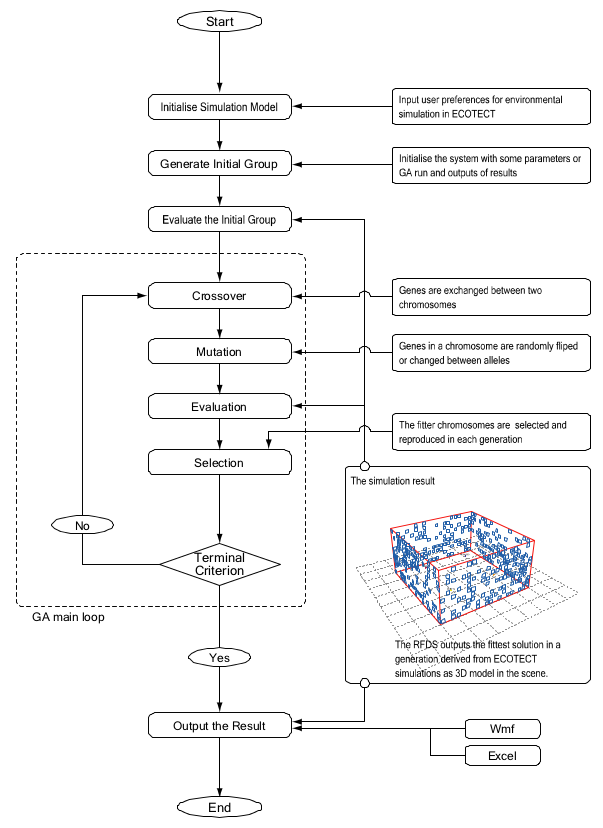 Start
Initialise Simulation Model
Input user preferences for environmental
simulation in ECOTECT
Generate Initial Group
Initialise the system with some parameters or
GA run and outputs of results
Evaluate the Initial Group
Crossover
Genes are exchanged between two
chromosomes
Mutation
Genes in a chromosome are randomly fliped
or changed between alleles
Evaluation
The fitter chromosomes are selected and
reproduced in each generation
Selection
The simulation result
No
Terminal
Criterion
GA main loop
The RFDS outputs the fittest solution in a
generation derived from ECOTECT
simulations as 3D model in the scene.
Yes
Output the Result
Wmf
Excel
End